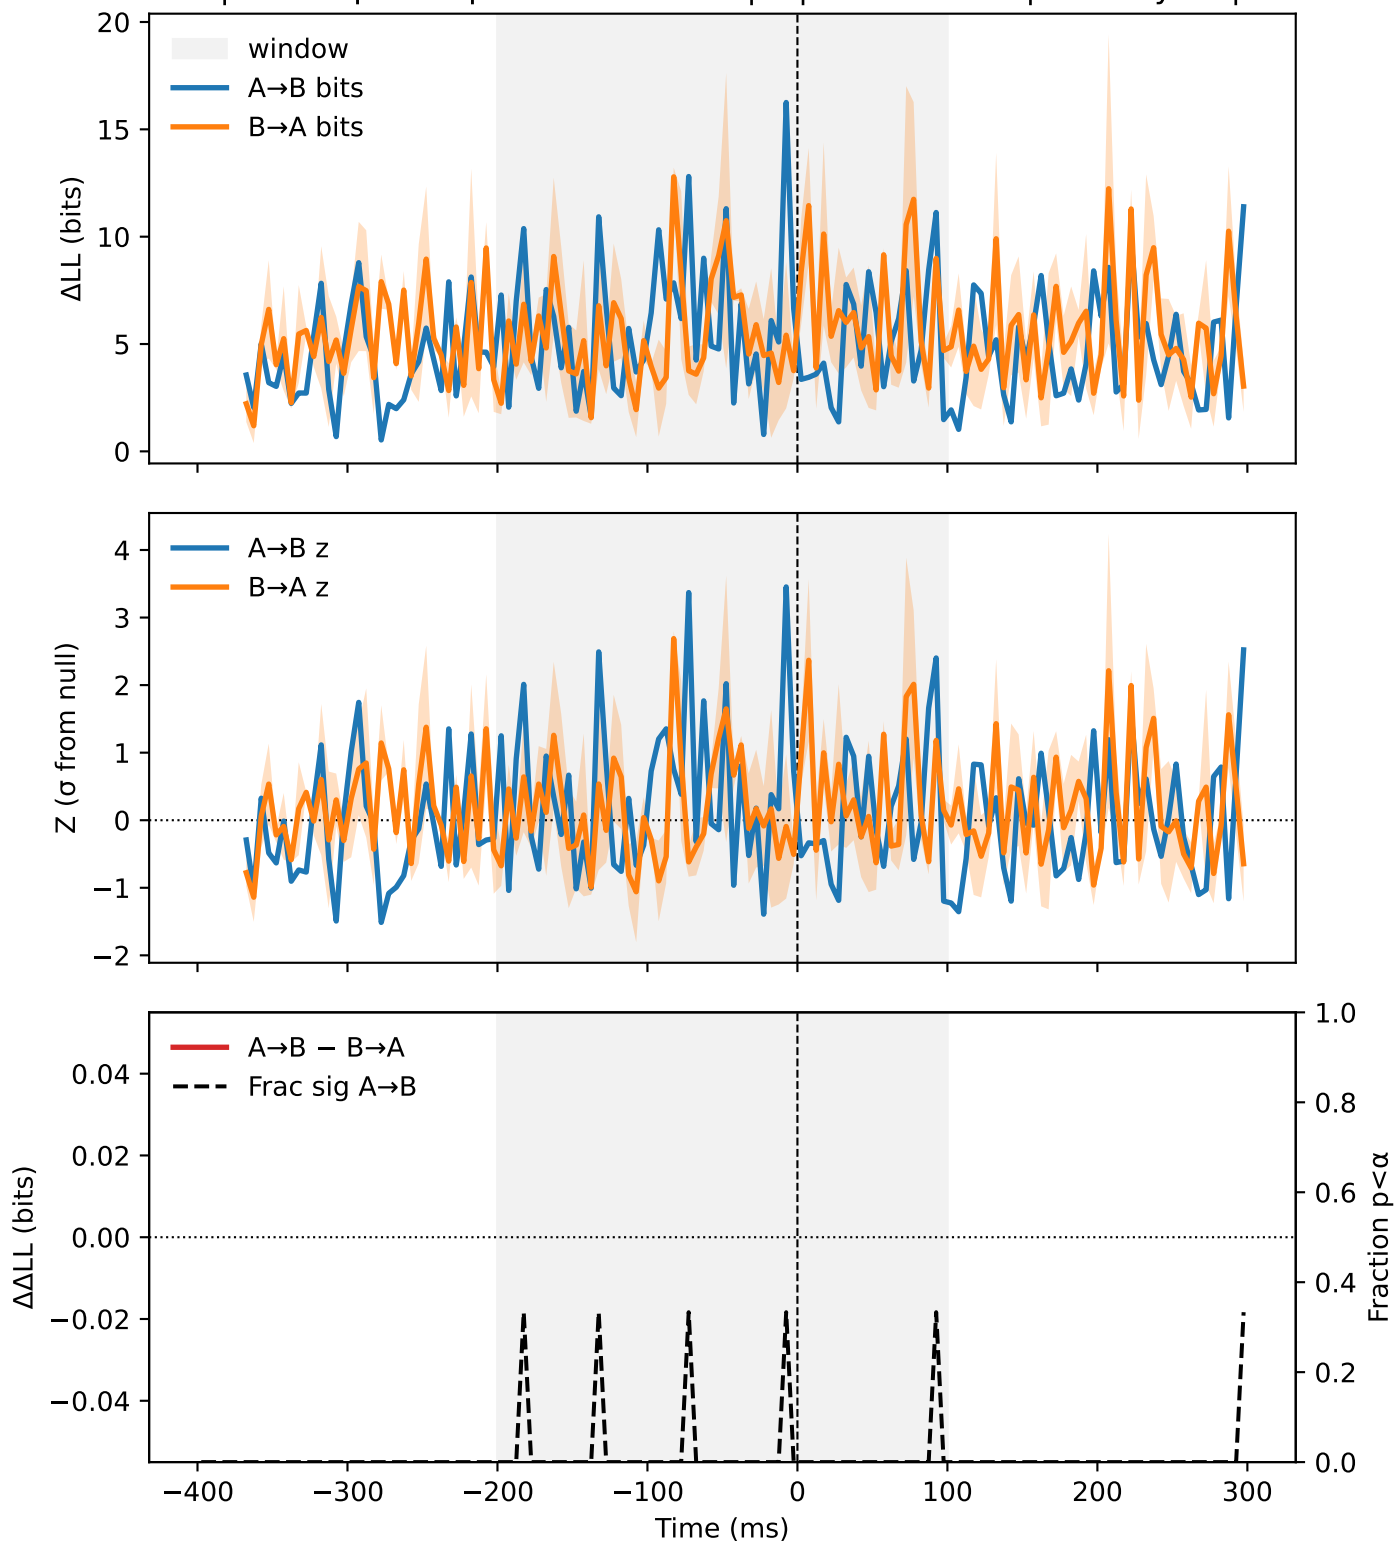 20
window
A→B bits
15
B→A bits
ΔLL (bits)
10
5
0
4
A→B z
B→A z
3
Z (σ from null)
2
1
0
−1
−2
1.0
A→B − B→A
0.04
Frac sig A→B
0.8
0.02
ΔΔLL (bits)
0.6
Fraction p<α
0.00
0.4
−0.02
0.2
−0.04
0.0
−400 −300 −200 −100 0 100 200 300
Time (ms)